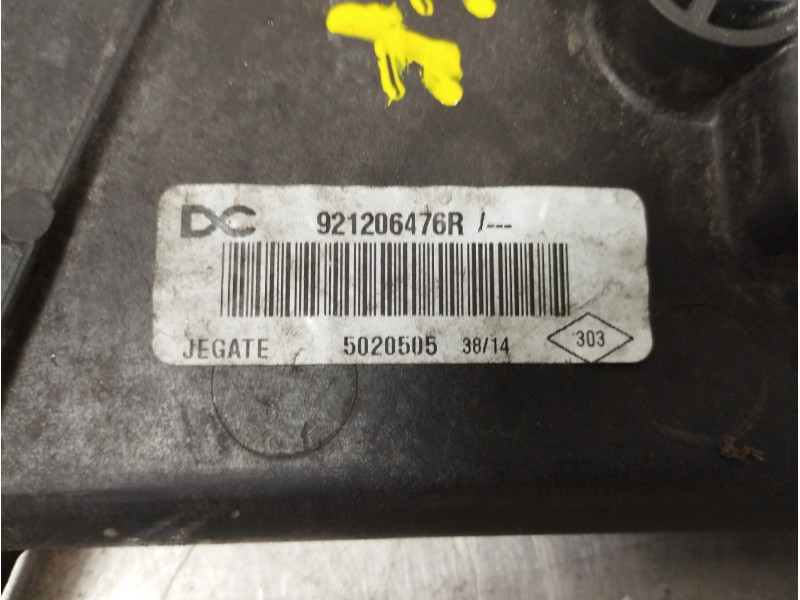 DC 921206476R /---
JEGATE 5020505 38/14 303